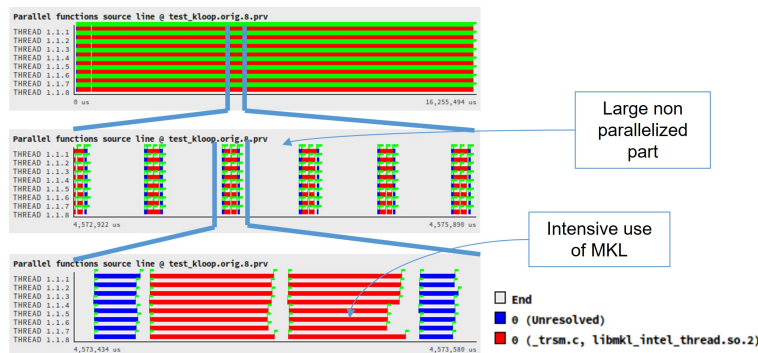 Parallel functions source line @ test_kloop.orig.8.prv
THREAD 1.1.1
THREAD 1.1.2
THREAD 1.1.3
THREAD 1.1.4
THREAD 1.1.5
THREAD 1.1.6
THREAD 1.1.7
THREAD 1.1.8
0 us
16,255,494 us
Large non
parallelized
part
Parallel functions source line @ test_kloop.orig.8.prv
THREAD 1.1.1
THREAD 1.1.2
THREAD 1.1.3
THREAD 1.1.4
THREAD 1.1.5
THREAD 1.1.6
THREAD 1.1.7
THREAD 1.1.8
4,572,922 us
4,575,890 us
Intensive use
of MKL
Parallel functions source line @ test_kloop.orig.8.prv
THREAD 1.1.1
THREAD 1.1.2
THREAD 1.1.3
THREAD 1.1.4
THREAD 1.1.5
THREAD 1.1.6
THREAD 1.1.7
THREAD 1.1.8
4,573,434 us
4,573,580 us
End
0 (Unresolved)
0 (_trsm.c, libmkl_intel_thread.so.2)